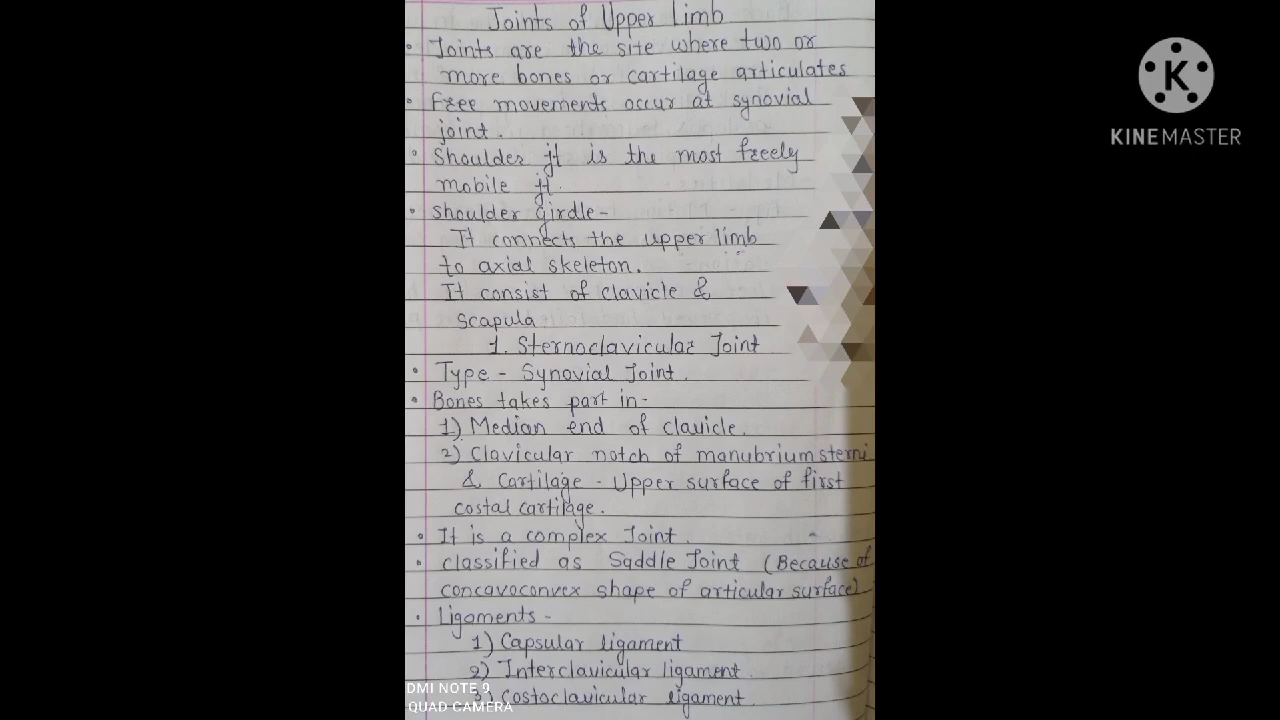 Joints of Upper Limb
• Joints are the site where two or
more bones or cartilage articulates
• Free movements occur at synovial
joint.
• Shoulder jt is the most freely
mobile jt.
• shoulder girdle-
It connects the upper limb
to axial skeleton.
It consist of clavicle &
scapula
1. Sternoclavicular Joint
• Type - Synovial Joint.
• Bones takes part in-
1) Median end of clavicle.
2) Clavicular notch of manubrium sterni
& Cartilage - Upper surface of first
costal cartilage.
• It is a complex Joint.
• classified as Saddle Joint (Because of
concavoconvex shape of articular surface)
• Ligaments -
1) Capsular ligament
2) Interclavicular ligament
3) Costoclavicular ligament
DMI NOTE 9
QUAD CAMERA
K
KINEMASTER